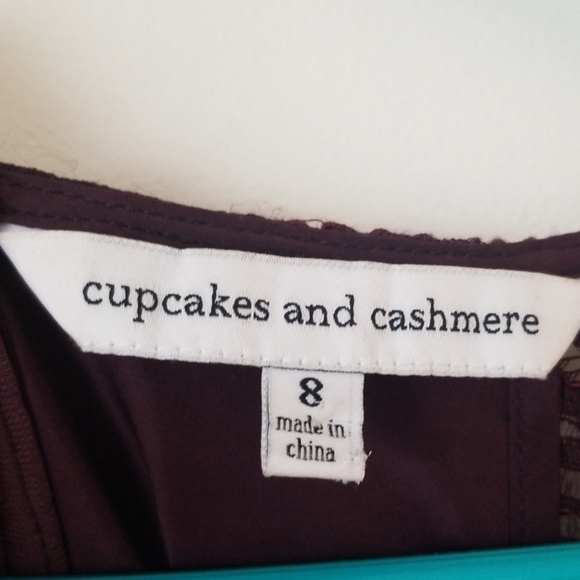 cupcakes and cashmere
8
made in
china